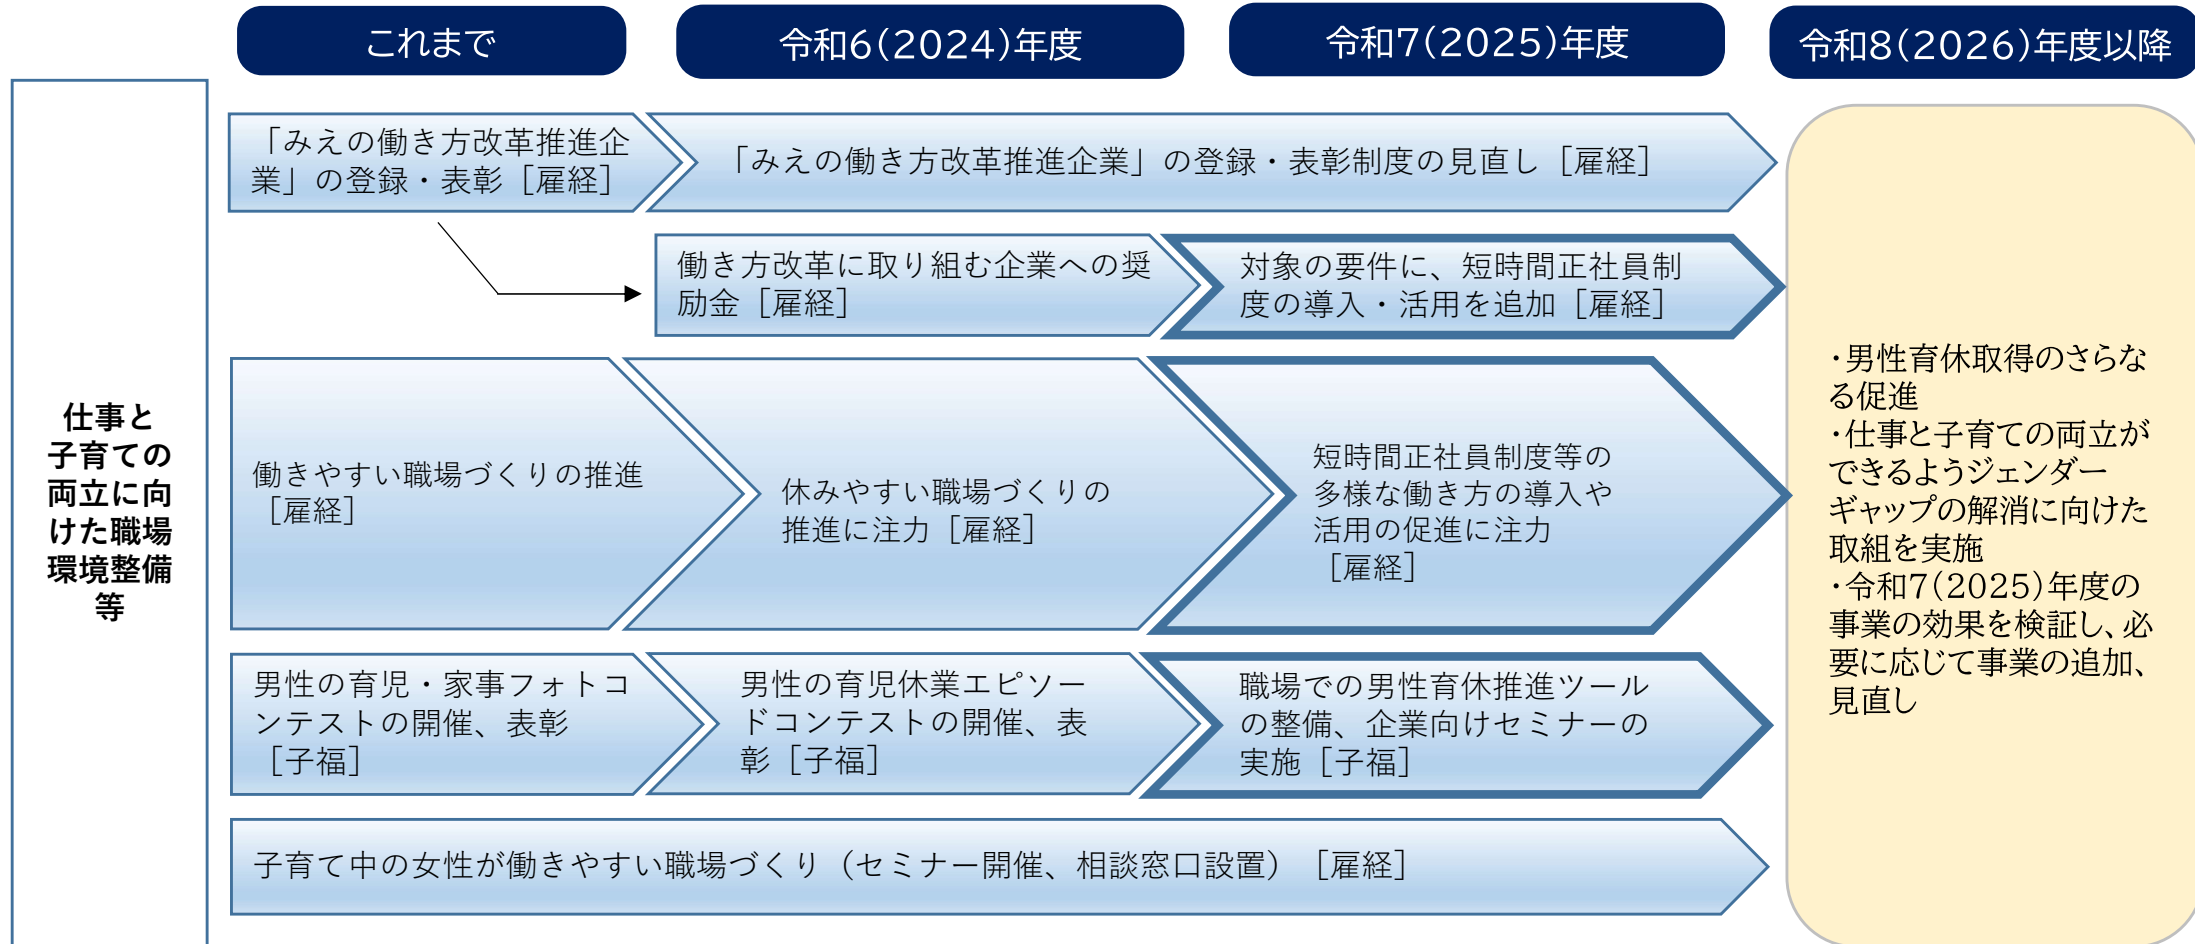 これまで
令和6(2024)年度
令和7(2025)年度
令和8(2026)年度以降
仕事と
子育ての
両立に向
けた職場
環境整備
等
「みえの働き方改革推進企
業」の登録・表彰［雇経］
「みえの働き方改革推進企業」の登録・表彰制度の見直し［雇経］
働き方改革に取り組む企業への奨
励金［雇経］
対象の要件に、短時間正社員制
度の導入・活用を追加［雇経］
働きやすい職場づくりの推進
［雇経］
休みやすい職場づくりの
推進に注力［雇経］
短時間正社員制度等の
多様な働き方の導入や
活用の促進に注力
［雇経］
男性の育児・家事フォトコ
ンテストの開催、表彰
［子福］
男性の育児休業エピソー
ドコンテストの開催、表
彰［子福］
職場での男性育休推進ツール
の整備、企業向けセミナーの
実施［子福］
子育て中の女性が働きやすい職場づくり（セミナー開催、相談窓口設置）［雇経］
・男性育休取得のさらな
る促進
・仕事と子育ての両立が
できるようジェンダー
ギャップの解消に向けた
取組を実施
・令和7(2025)年度の
事業の効果を検証し、必
要に応じて事業の追加、
見直し